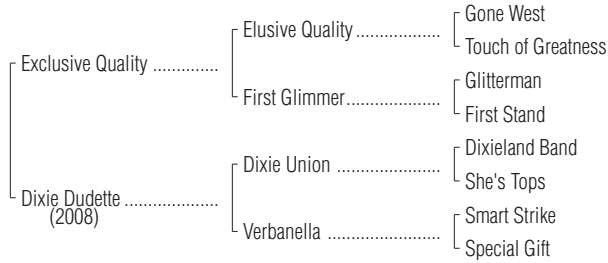 Gone West
Elusive Quality ..................
Touch of Greatness
Exclusive Quality ..............
Glitterman
First Glimmer....................
First Stand
Dixieland Band
Dixie Union ......................
She's Tops
Dixie Dudette ....................
(2008)
Smart Strike
Verbanella ........................
Special Gift